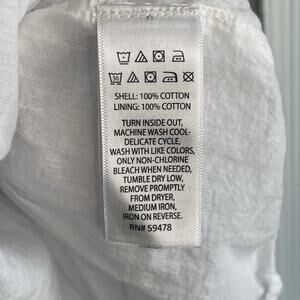 30
SHELL: 100% COTTON
LINING: 100% COTTON
TURN INSIDE OUT,
MACHINE WASH COOL-
DELICATE CYCLE,
WASH WITH LIKE COLORS,
ONLY NON-CHLORINE
BLEACH WHEN NEEDED,
TUMBLE DRY LOW,
REMOVE PROMPTLY
FROM DRYER,
MEDIUM IRON,
IRON ON REVERSE.
RN# 59478